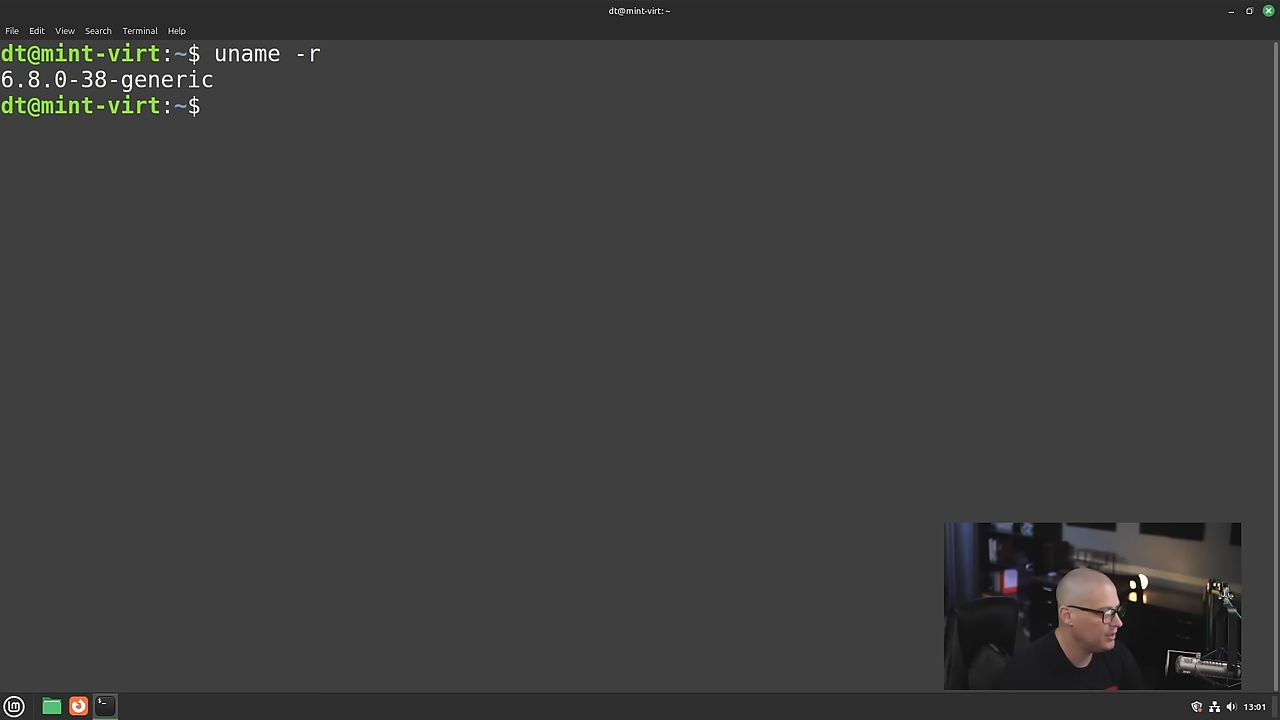 dt@mint-virt: ~
File Edit View Search Terminal Help
dt@mint-virt:~$ uname -r
6.8.0-38-generic
dt@mint-virt:~$
13:01